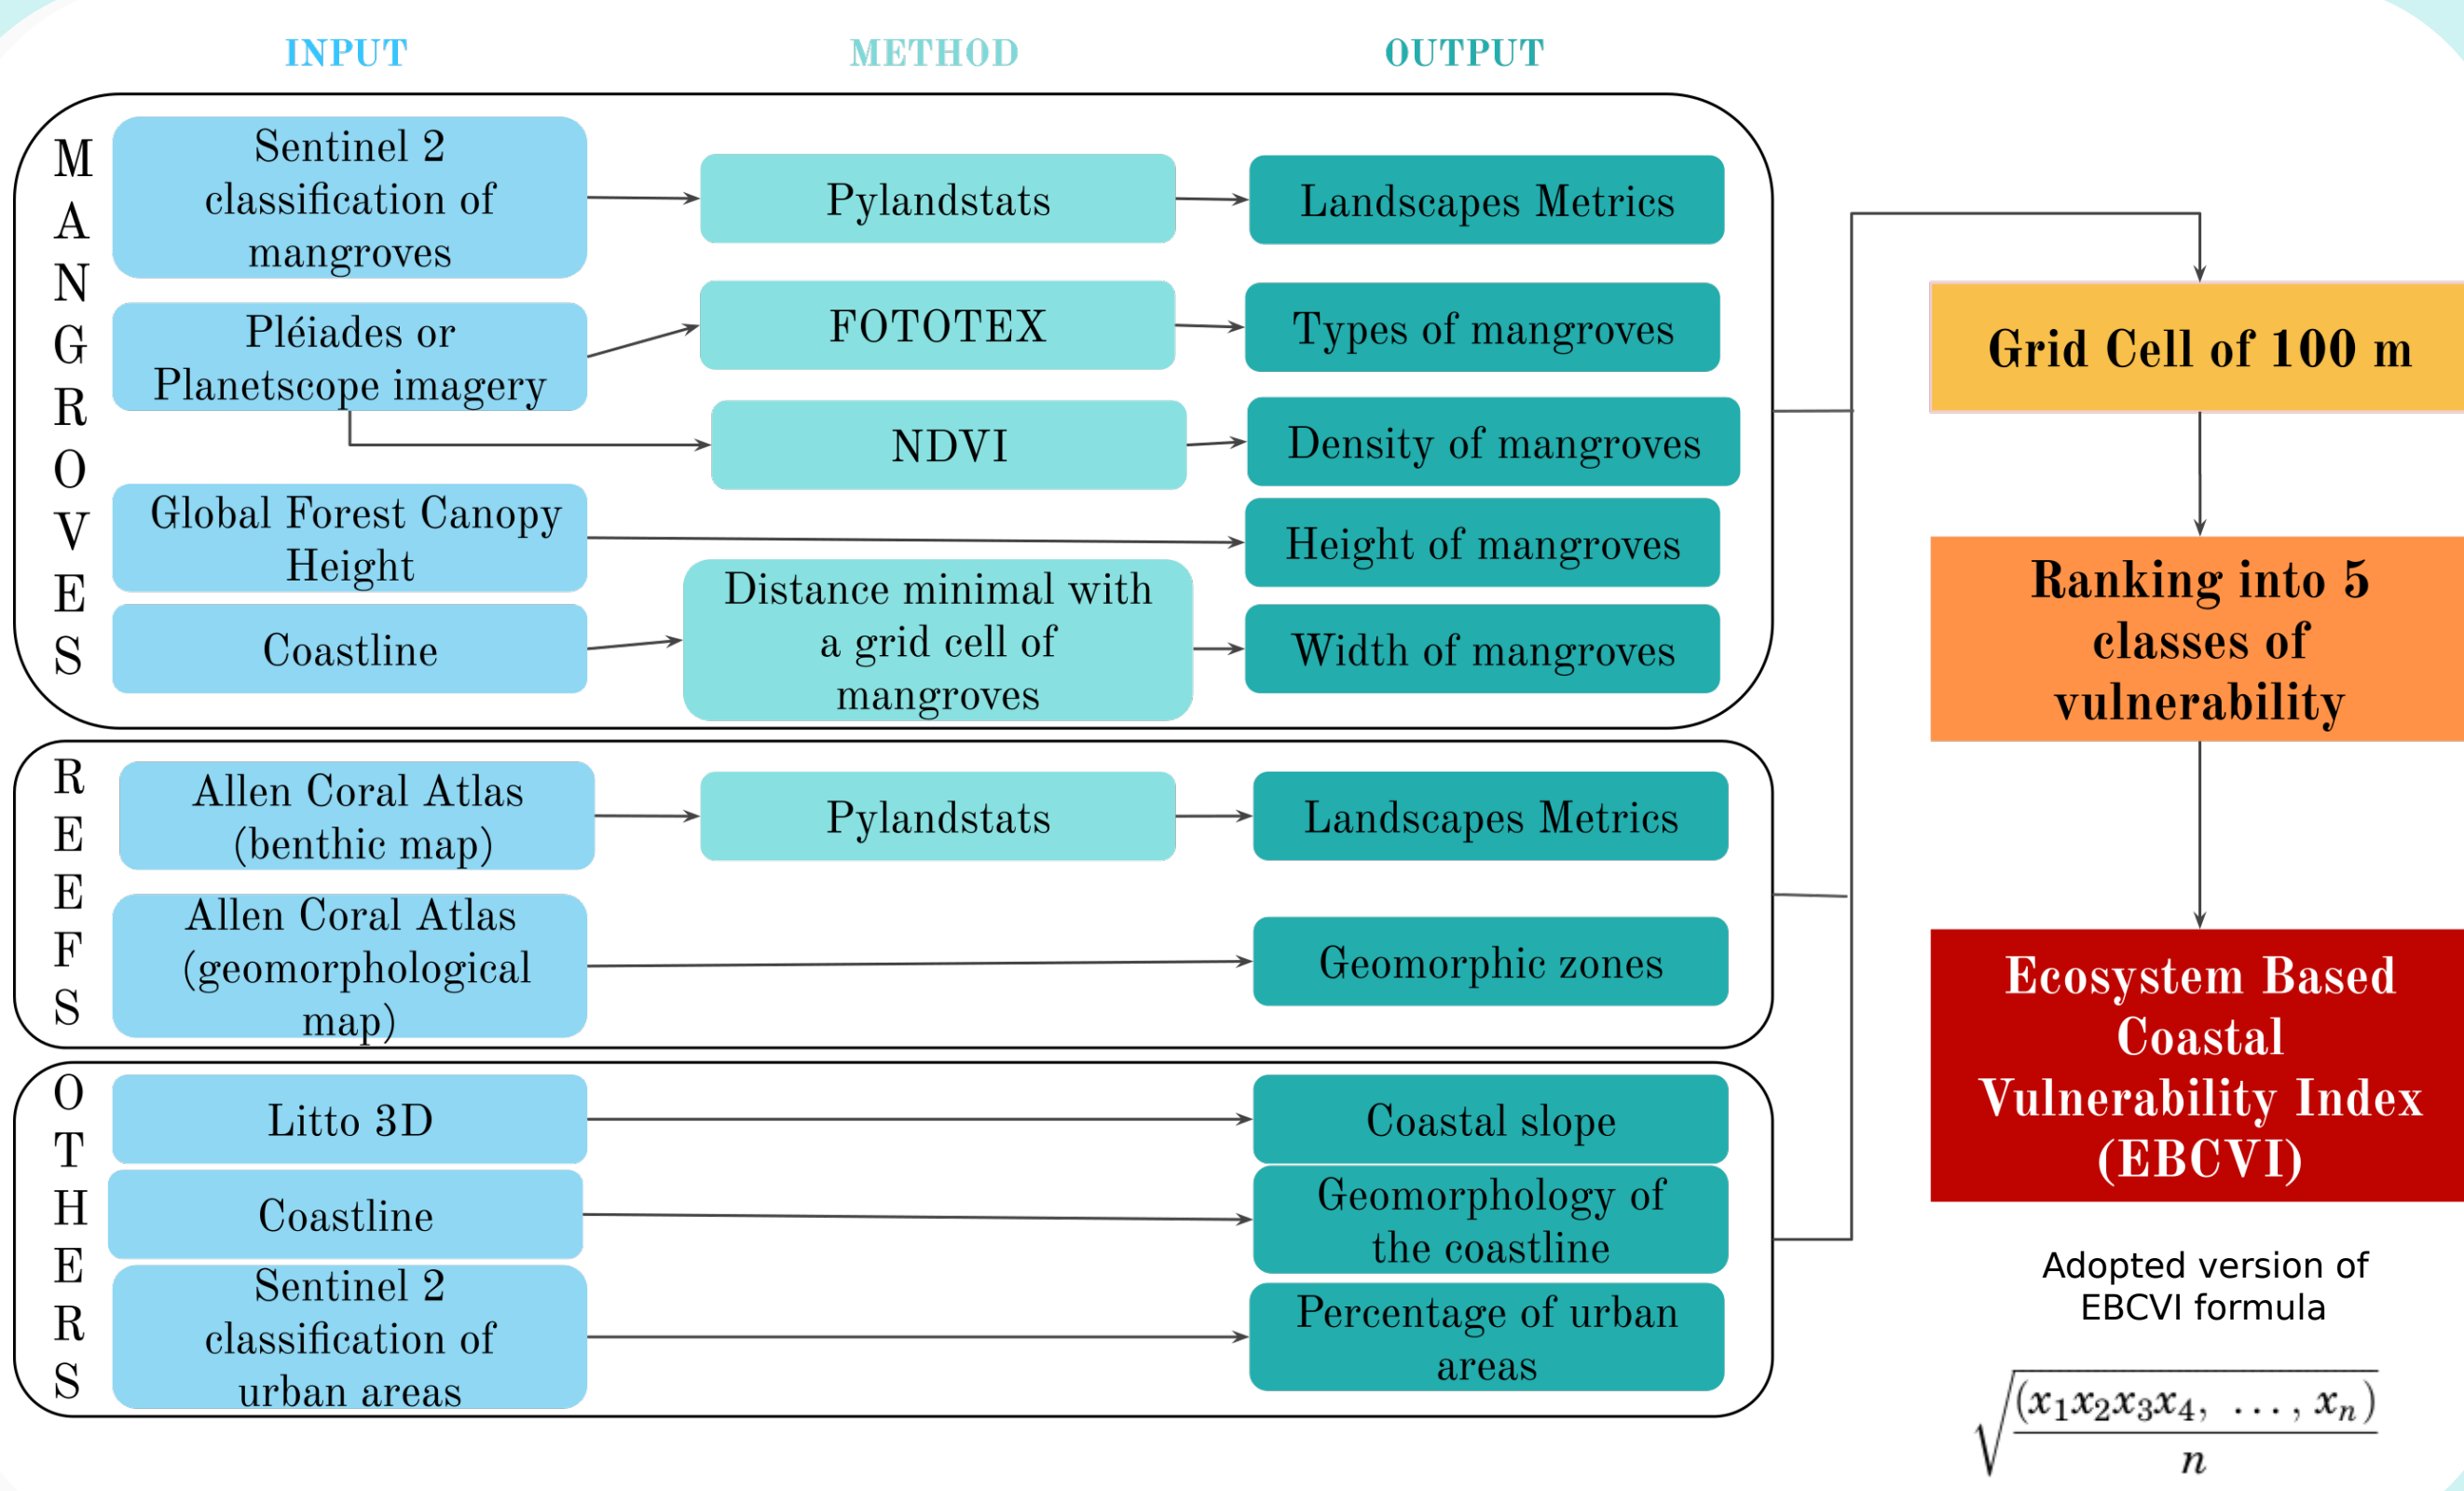 INPUT
METHOD
OUTPUT
MANGROVES
Sentinel 2
classification of
mangroves
Pylandstats
Landscapes Metrics
Pléiades or
Planetscope imagery
FOTOTEX
Types of mangroves
NDVI
Density of mangroves
Global Forest Canopy
Height
Height of mangroves
Coastline
Distance minimal with
a grid cell of
mangroves
Width of mangroves
REEFS
Allen Coral Atlas
(benthic map)
Pylandstats
Landscapes Metrics
Allen Coral Atlas
(geomorphological
map)
Geomorphic zones
OTHERS
Litto 3D
Coastal slope
Coastline
Geomorphology of
the coastline
Sentinel 2
classification of
urban areas
Percentage of urban
areas
Grid Cell of 100 m
Ranking into 5
classes of
vulnerability
Ecosystem Based
Coastal
Vulnerability Index
(EBCVI)
Adopted version of
EBCVI formula
√((x₁x₂x₃x₄, ..., xₙ)
n